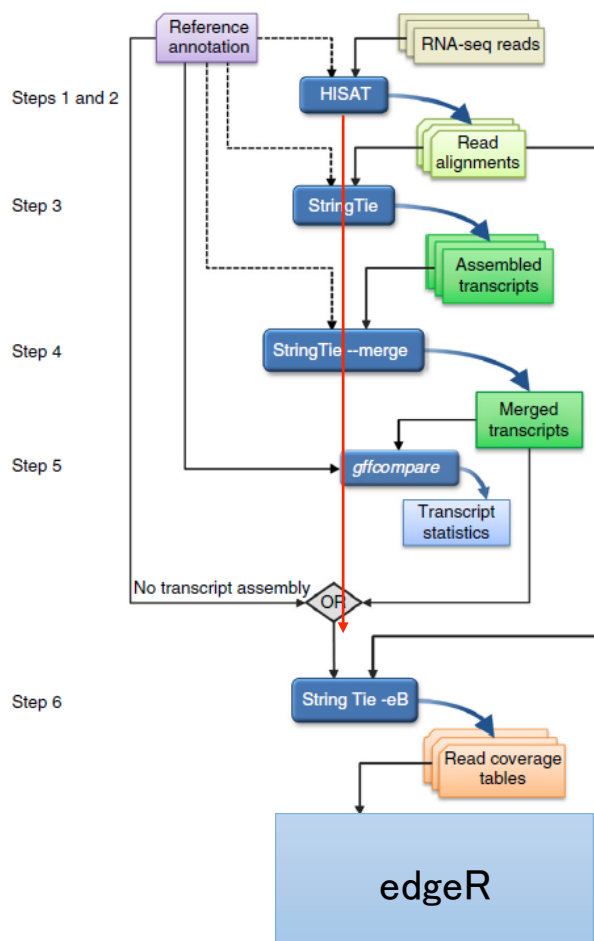 Reference
annotation
RNA-seq reads
Steps 1 and 2
HISAT
Read
alignments
Step 3
StringTie
Assembled
transcripts
Step 4
StringTie --merge
Merged
transcripts
Step 5
gffcompare
Transcript
statistics
No transcript assembly
OR
Step 6
String Tie -eB
Read coverage
tables
edgeR